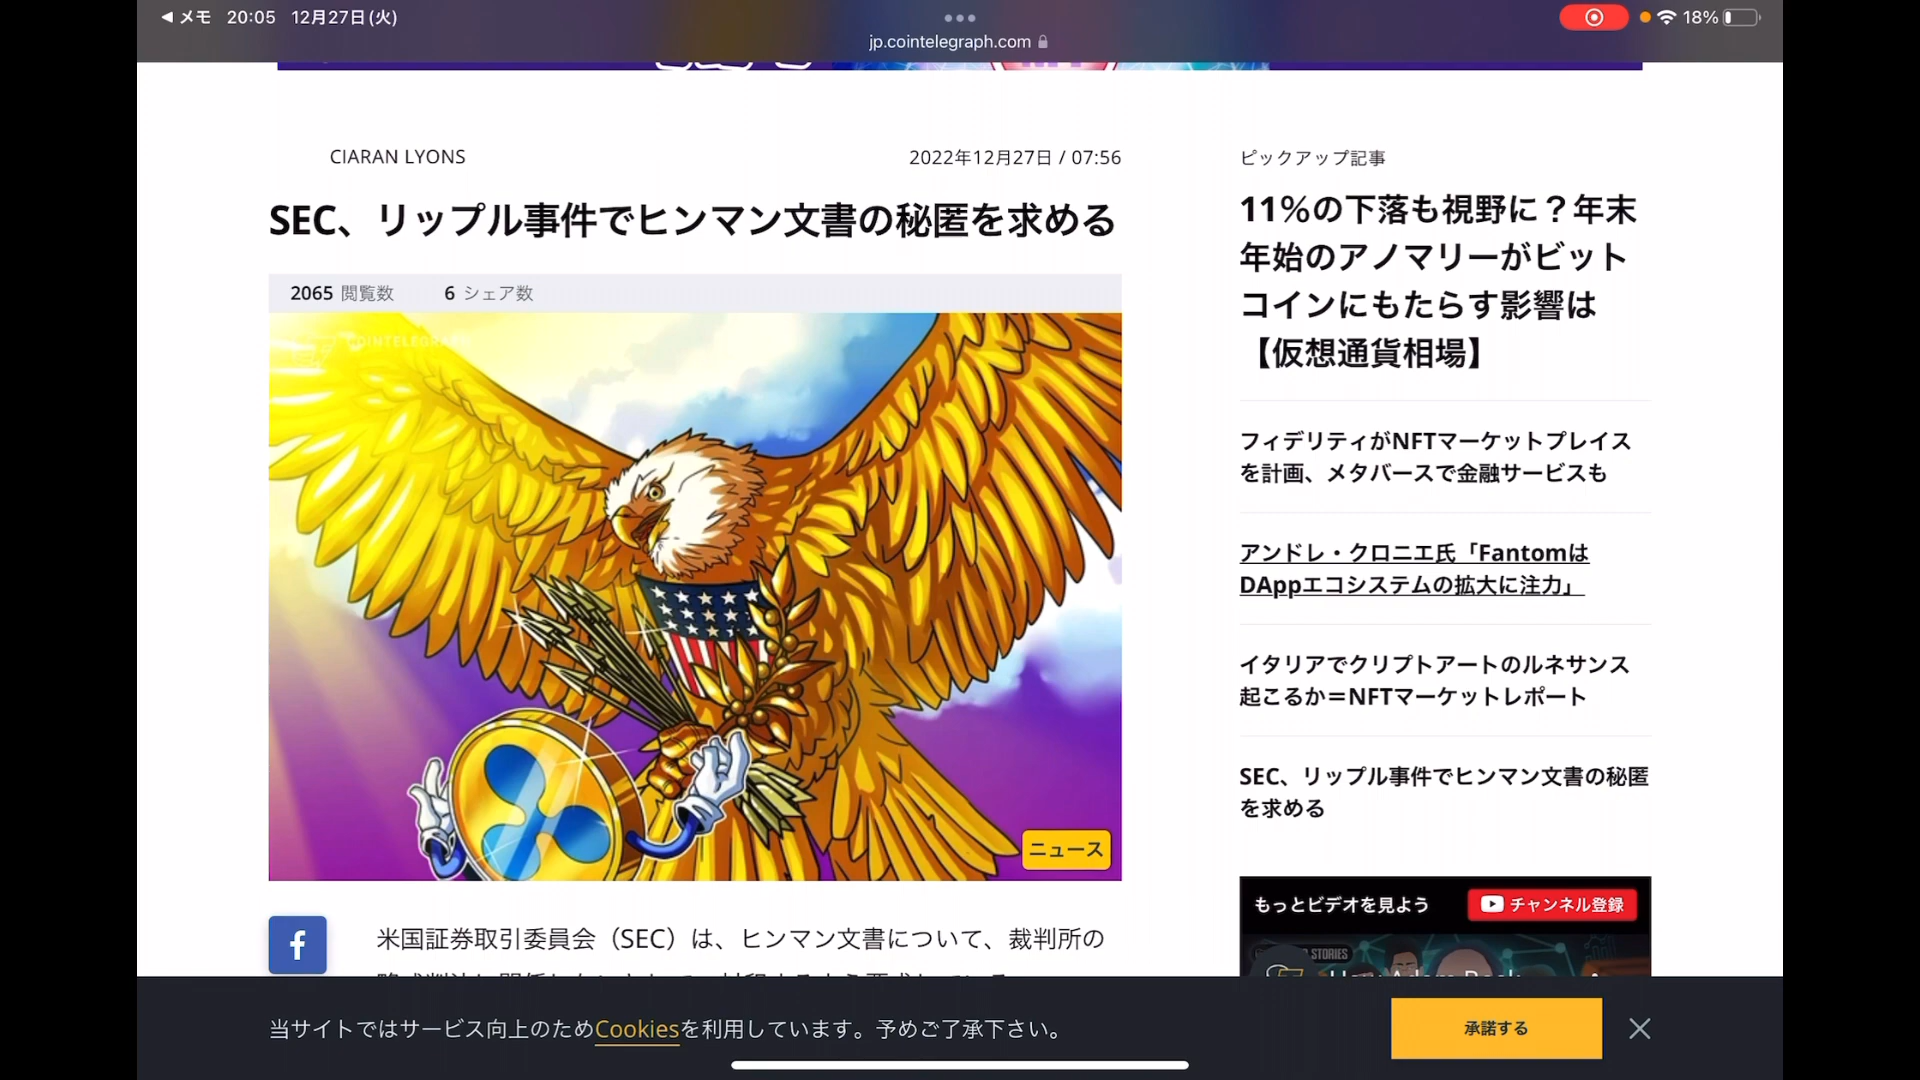 メモ 20:05 12月27日(火)
18%
jp.cointelegraph.com
CIARAN LYONS
2022年12月27日 / 07:56
SEC、リップル事件でヒンマン文書の秘匿を求める
2065 閲覧数 6 シェア数
COINTELEGRAPH
ニュース
米国証券取引委員会（SEC）は、ヒンマン文書について、裁判所の
ピックアップ記事
11%の下落も視野に？年末
年始のアノマリーがビット
コインにもたらす影響は
【仮想通貨相場】
フィデリティがNFTマーケットプレイス
を計画、メタバースで金融サービスも
アンドレ・クロニエ氏「Fantomは
DAppエコシステムの拡大に注力」
イタリアでクリプトアートのルネサンス
起こるか＝NFTマーケットレポート
SEC、リップル事件でヒンマン文書の秘匿
を求める
もっとビデオを見よう
チャンネル登録
STORIES
当サイトではサービス向上のためCookiesを利用しています。予めご了承下さい。
承諾する